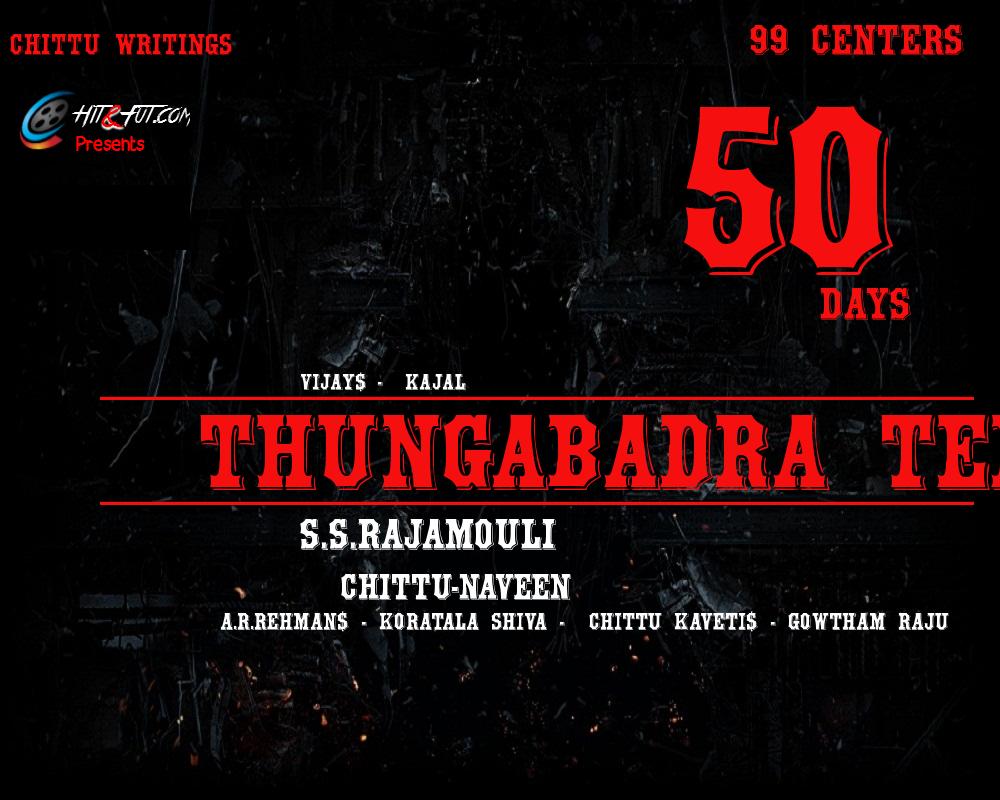 CHITTU WRITINGS
99 CENTERS
HIT&FUT.COM
Presents
50
DAYS
VIJAY$ - KAJAL
THUNGABADRA
S.S.RAJAMOULI
CHITTU-NAVEEN
A.R.REHMAN$ - KORATALA SHIVA - CHITTU KAVETI$ - GOWTHAM RAJU